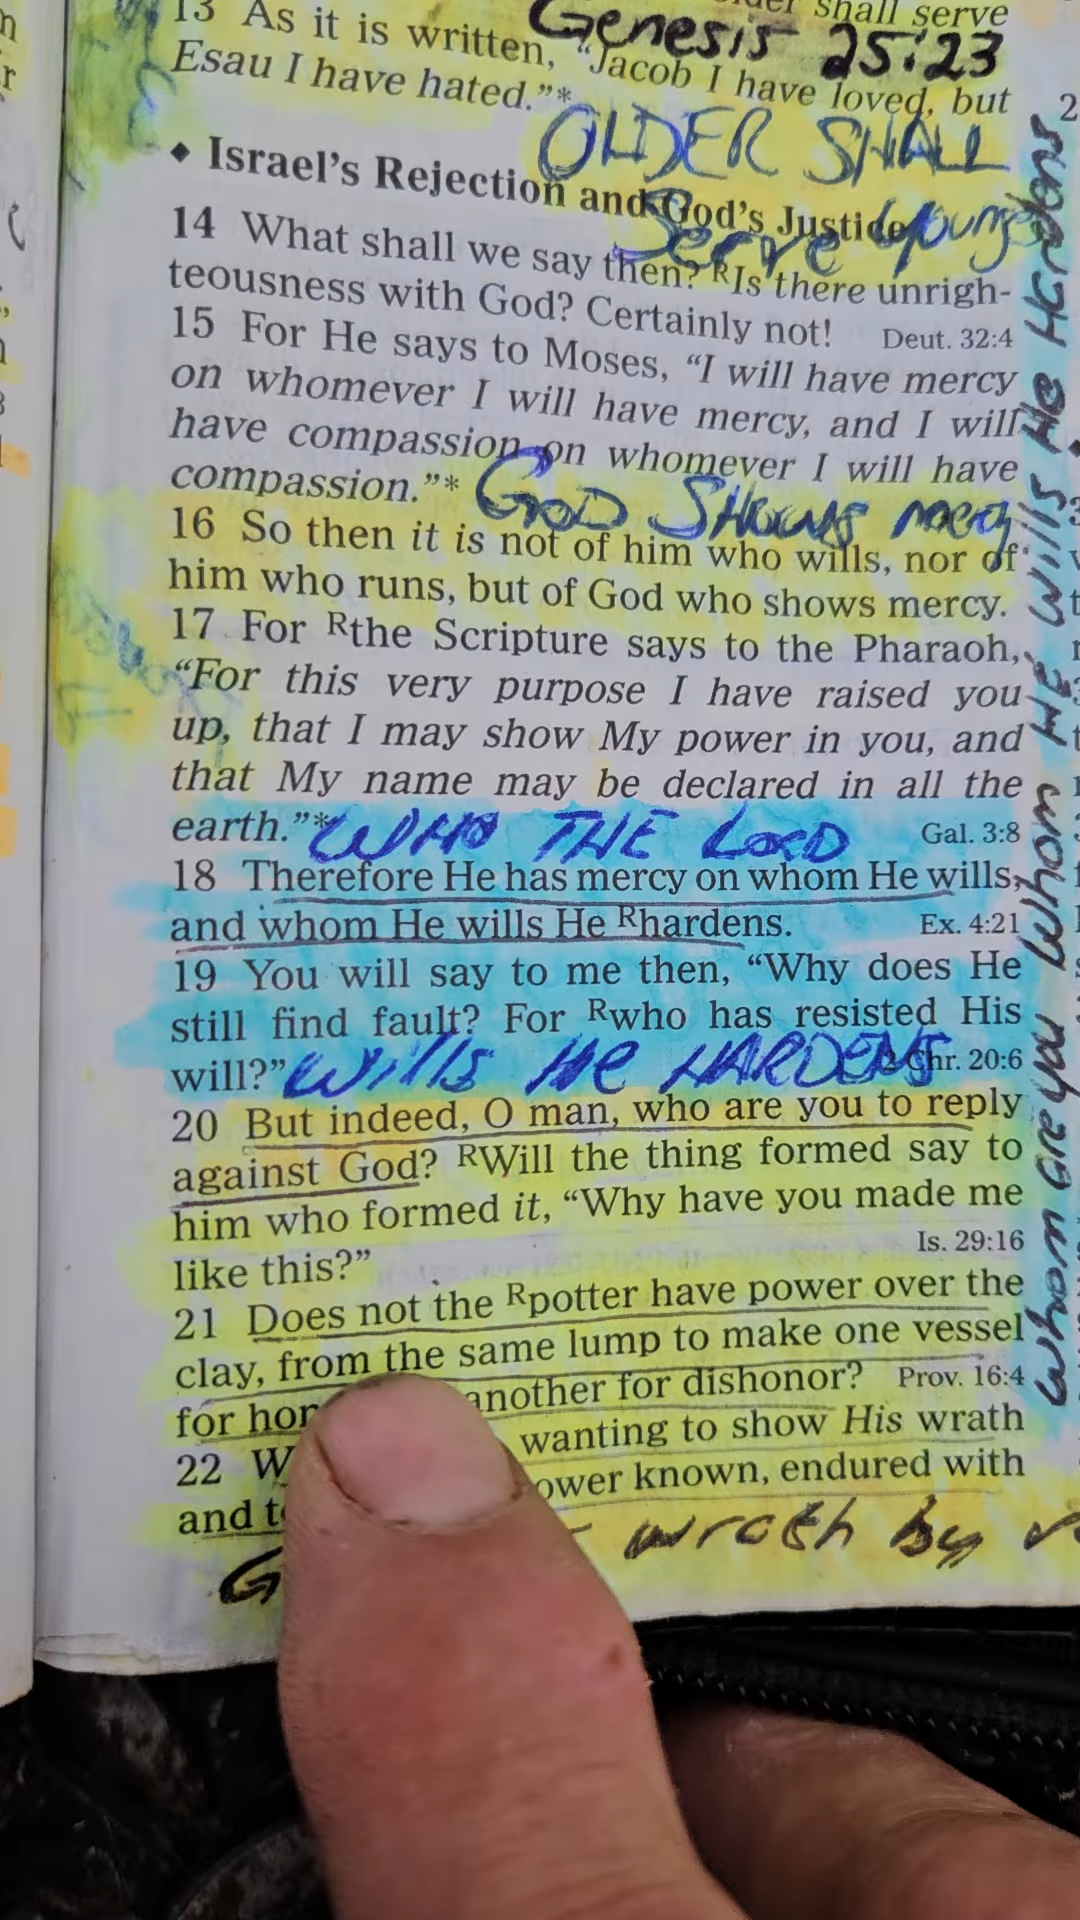 shall serve
Genesis 25:23
13 As it is written, “Jacob I have loved, but
Esau I have hated.”*
OLDER SHALL
◆ Israel’s Rejection and God’s Justice
Serve young
14 What shall we say then? RIs there unrigh-
teousness with God? Certainly not! Deut. 32:4
15 For He says to Moses, “I will have mercy
on whomever I will have mercy, and I will
have compassion on whomever I will have
compassion.”*
GOD SHOWS mercy
16 So then it is not of him who wills, nor of
him who runs, but of God who shows mercy.
17 For Rthe Scripture says to the Pharaoh,
“For this very purpose I have raised you
up, that I may show My power in you, and
that My name may be declared in all the
earth.”* Gal. 3:8
WHO THE LORD
18 Therefore He has mercy on whom He wills,
and whom He wills He Rhardens. Ex. 4:21
19 You will say to me then, “Why does He
still find fault? For Rwho has resisted His
will?” 2 Chr. 20:6
Wills He HARDENS
20 But indeed, O man, who are you to reply
against God? RWill the thing formed say to
him who formed it, “Why have you made me
like this?” Is. 29:16
21 Does not the Rpotter have power over the
clay, from the same lump to make one vessel
for another for dishonor? Prov. 16:4
22 wanting to show His wrath
and known, endured with
wrath by
whom HE wills He HArdens